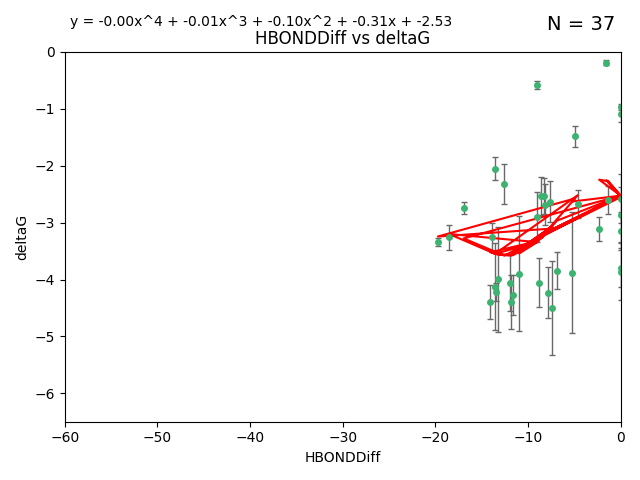 y = -0.00x^4 + -0.01x^3 + -0.10x^2 + -0.31x + -2.53
N = 37
HBONDDiff vs deltaG
0
−1
−2
−3
−4
−5
−6
deltaG
−60 −50 −40 −30 −20 −10 0
HBONDDiff